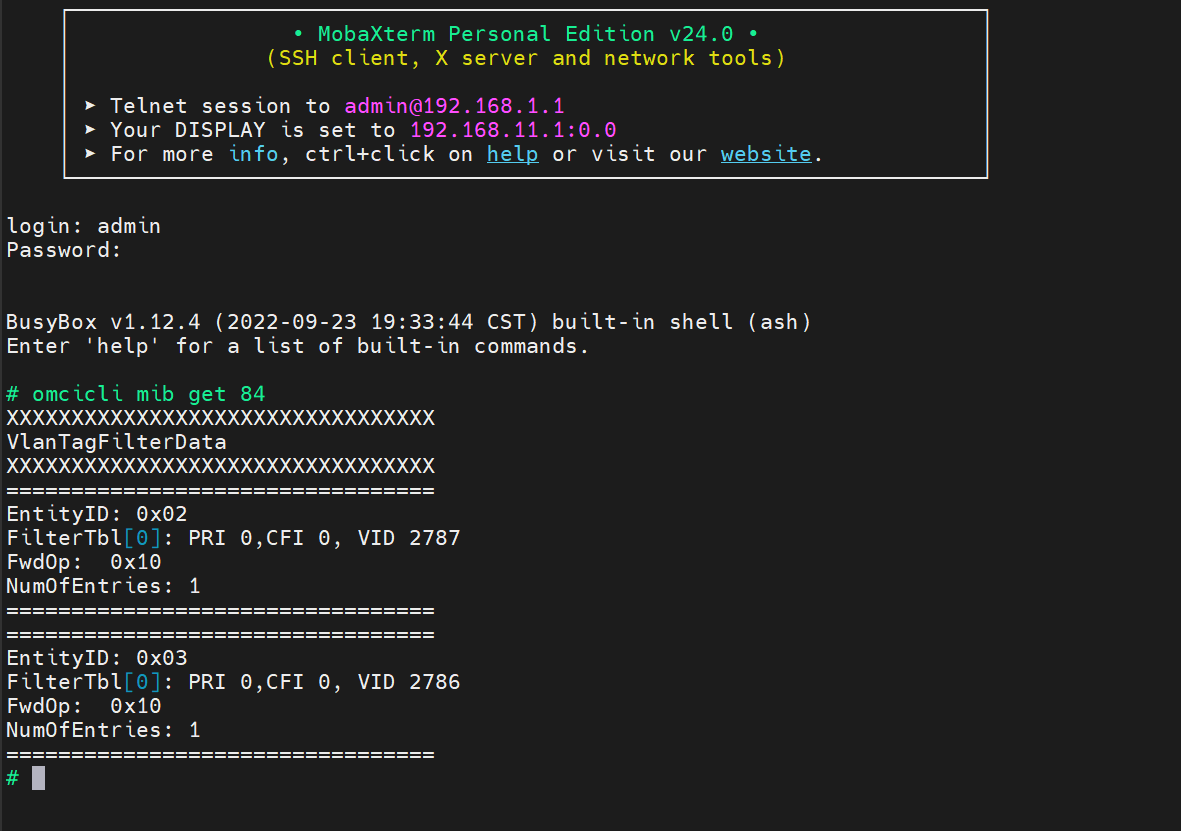 • MobaXterm Personal Edition v24.0 •
(SSH client, X server and network tools)
➤ Telnet session to admin@192.168.1.1
➤ Your DISPLAY is set to 192.168.11.1:0.0
➤ For more info, ctrl+click on help or visit our website.
login: admin
Password:
BusyBox v1.12.4 (2022-09-23 19:33:44 CST) built-in shell (ash)
Enter 'help' for a list of built-in commands.
# omcicli mib get 84
XXXXXXXXXXXXXXXXXXXXXXXXXXXXXXXXX
VlanTagFilterData
XXXXXXXXXXXXXXXXXXXXXXXXXXXXXXXXX
=================================
EntityID: 0x02
FilterTbl[0]: PRI 0,CFI 0, VID 2787
FwdOp:  0x10
NumOfEntries: 1
=================================
=================================
EntityID: 0x03
FilterTbl[0]: PRI 0,CFI 0, VID 2786
FwdOp:  0x10
NumOfEntries: 1
=================================
#